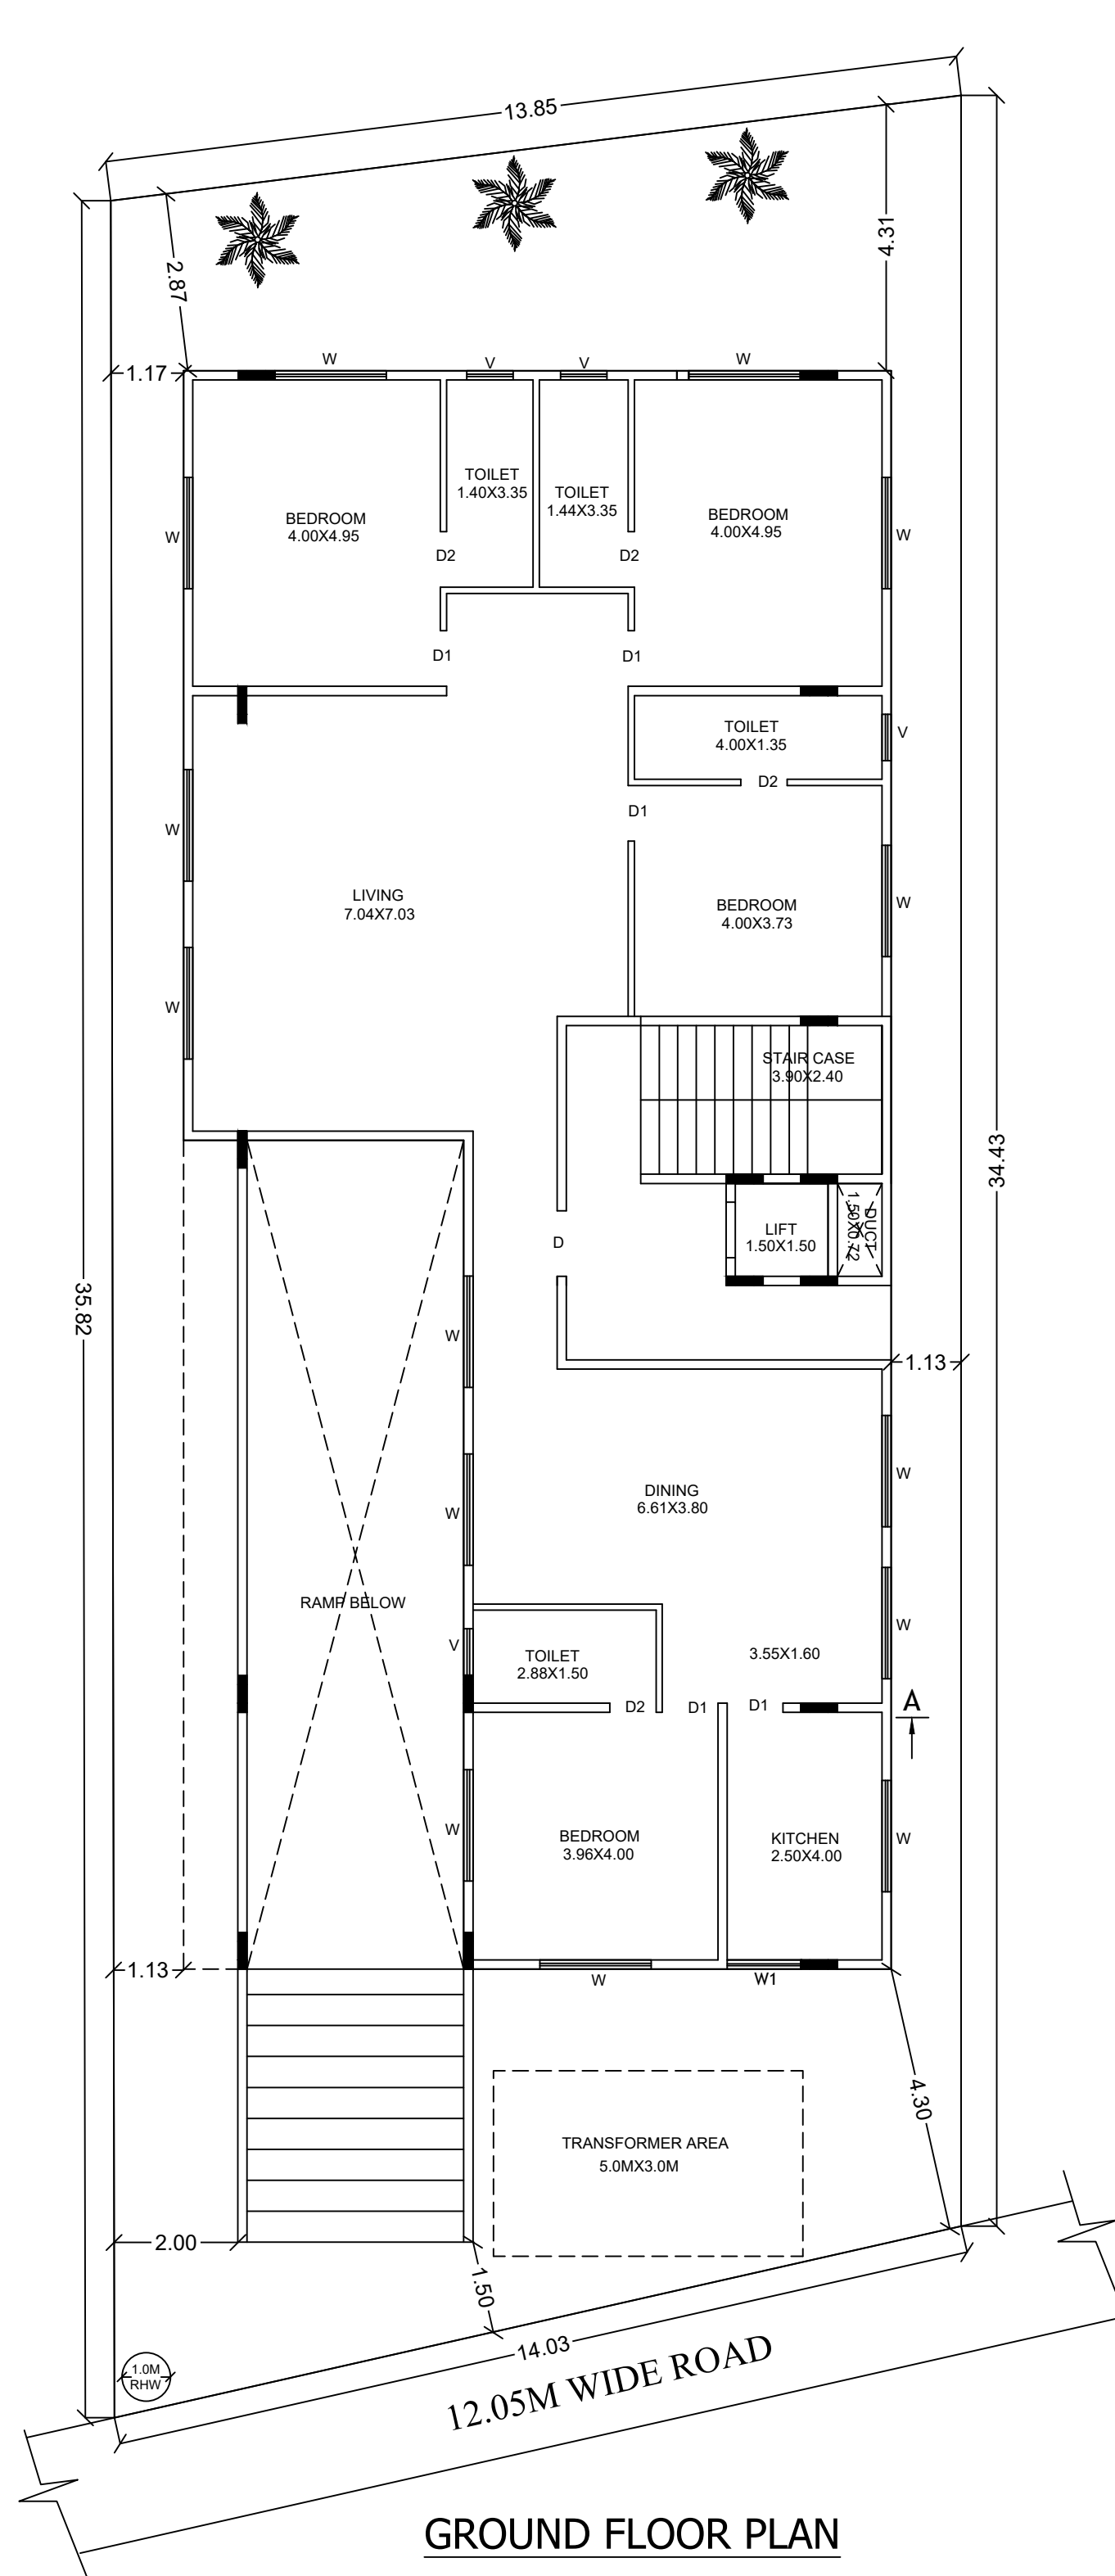 13.85
4.31
2.87
1.17
W
V
V
W
TOILET
1.40X3.35
TOILET
1.44X3.35
BEDROOM
4.00X4.95
BEDROOM
4.00X4.95
W
W
D2
D2
D1
D1
TOILET
4.00X1.35
V
D2
D1
W
LIVING
7.04X7.03
BEDROOM
4.00X3.73
W
W
STAIR CASE
3.90X2.40
34.43
DUCT
1.50X0.72
LIFT
1.50X1.50
D
35.82
W
1.13
W
DINING
6.61X3.80
W
RAMP BELOW
W
V
TOILET
2.88X1.50
3.55X1.60
D2
D1
D1
A
W
BEDROOM
3.96X4.00
KITCHEN
2.50X4.00
W
1.13
W
W1
4.30
TRANSFORMER AREA
5.0MX3.0M
2.00
1.50
14.03
1.0M
RHW
12.05M WIDE ROAD
GROUND FLOOR PLAN